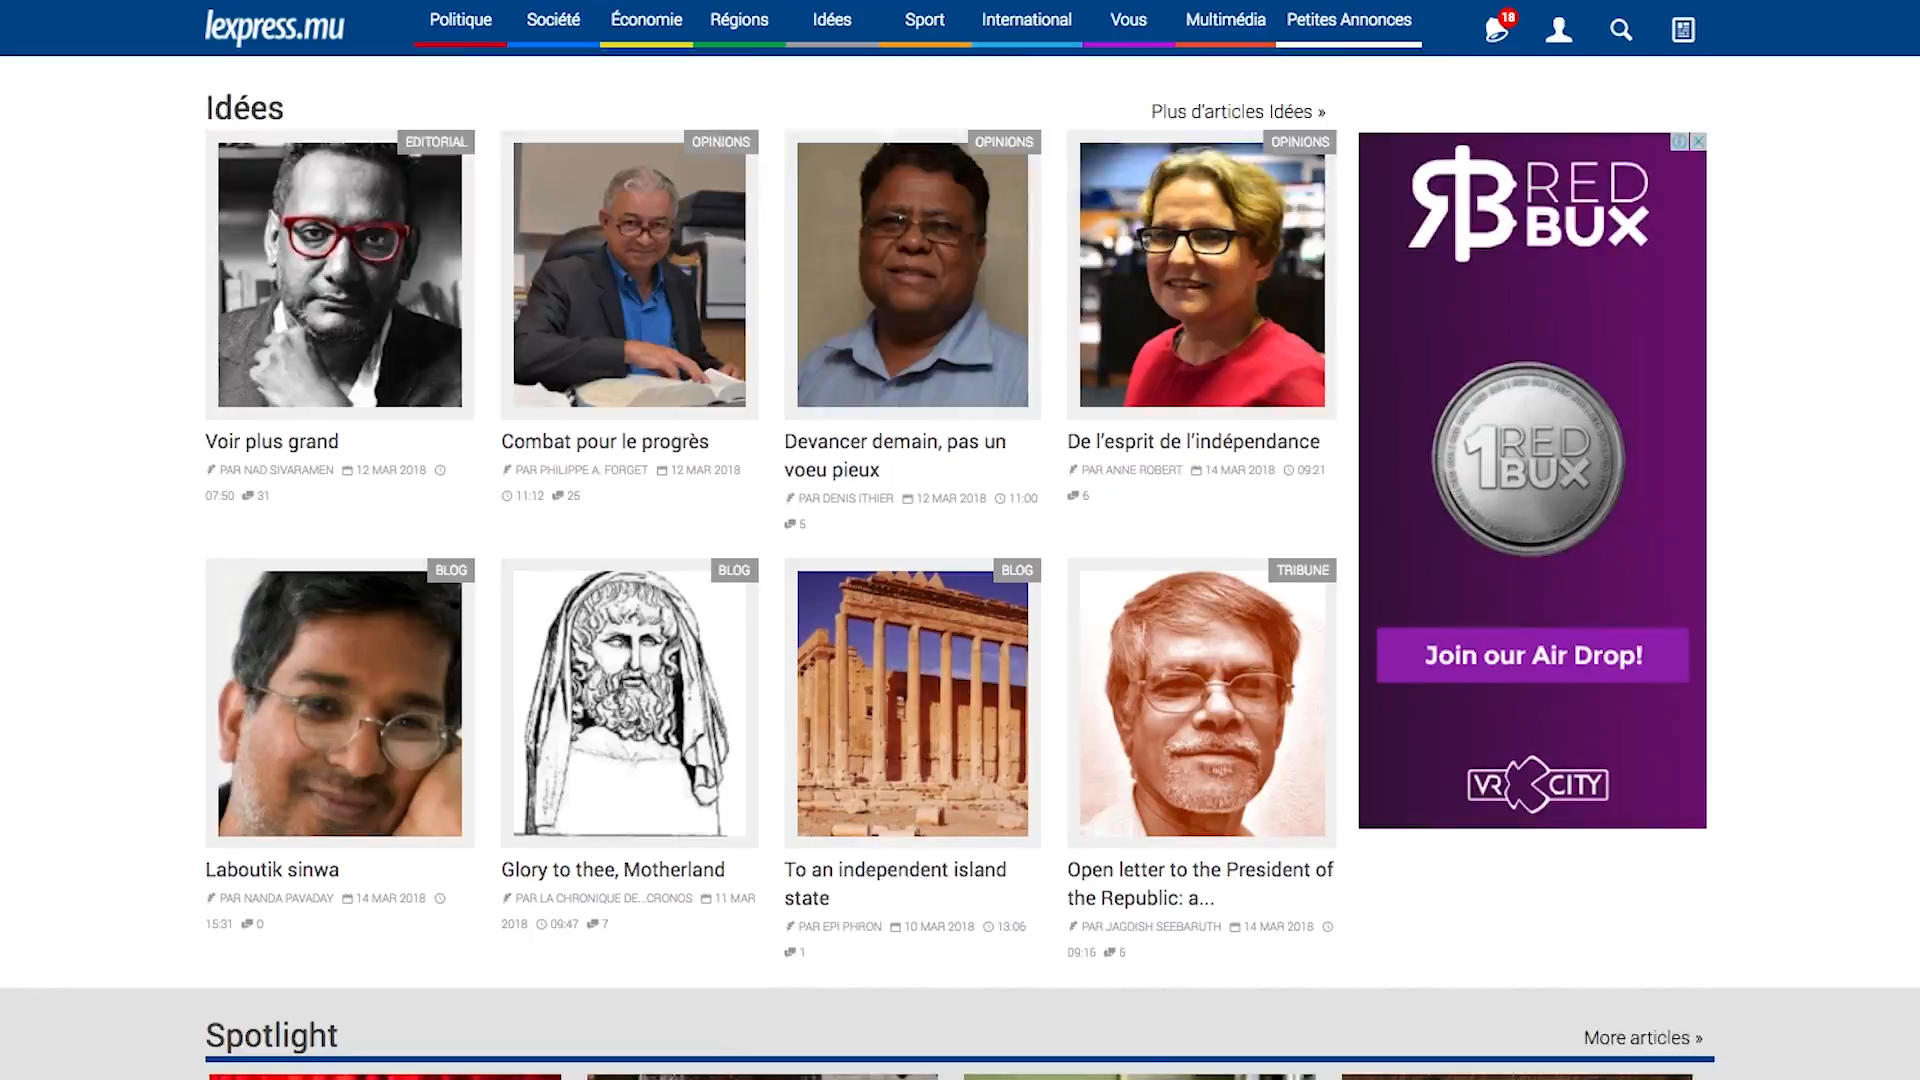 lexpress.mu
Politique Société Économie Régions Idées Sport International Vous Multimédia Petites Annonces
18
Idées
Plus d'articles Idées »
EDITORIAL
Voir plus grand
PAR NAD SIVARAMEN 12 MAR 2018
07:50 31
OPINIONS
Combat pour le progrès
PAR PHILIPPE A. FORGET 12 MAR 2018
11:12 25
OPINIONS
Devancer demain, pas un
voeu pieux
PAR DENIS ITHIER 12 MAR 2018 11:00
5
OPINIONS
De l'esprit de l'indépendance
PAR ANNE ROBERT 14 MAR 2018 09:21
6
RED
BUX
1 RED
BUX
Join our Air Drop!
VR CITY
BLOG
Laboutik sinwa
PAR NANDA PAVADAY 14 MAR 2018
15:31 0
BLOG
Glory to thee, Motherland
PAR LA CHRONIQUE DE...CRONOS 11 MAR
2018 09:47 7
BLOG
To an independent island
state
PAR EPI PHRON 10 MAR 2018 13:06
1
TRIBUNE
Open letter to the President of
the Republic: a...
PAR JAGDISH SEEBARUTH 14 MAR 2018
09:16 6
Spotlight
More articles »